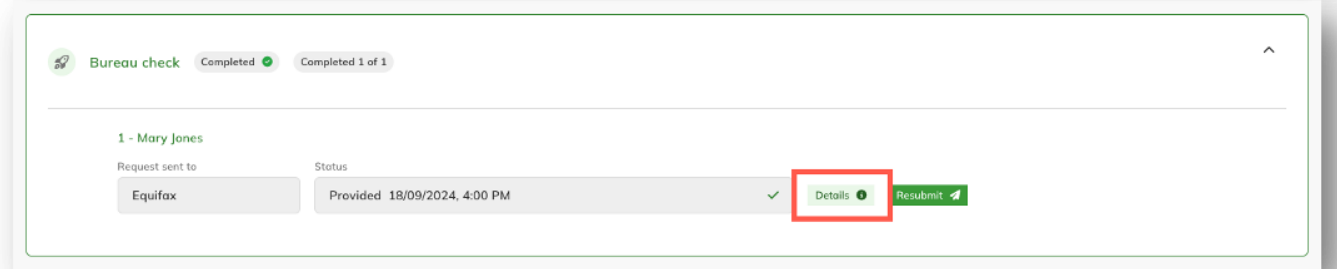 Bureau check Completed Completed 1 of 1
1 - Mary Jones
Request sent to Status
Equifax Provided 18/09/2024, 4:00 PM Details Resubmit